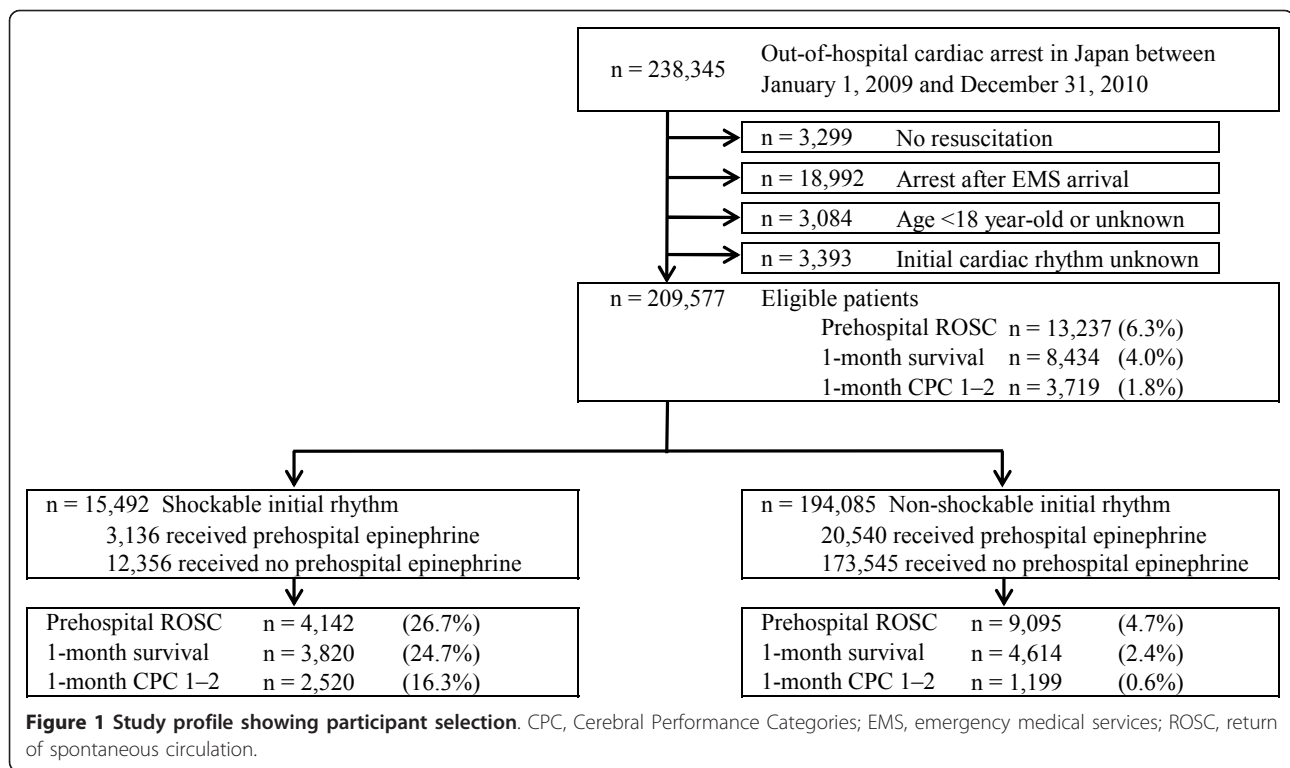 n = 238,345 Out-of-hospital cardiac arrest in Japan between
January 1, 2009 and December 31, 2010
n = 3,299 No resuscitation
n = 18,992 Arrest after EMS arrival
n = 3,084 Age <18 year-old or unknown
n = 3,393 Initial cardiac rhythm unknown
n = 209,577 Eligible patients
Prehospital ROSC n = 13,237 (6.3%)
1-month survival n = 8,434 (4.0%)
1-month CPC 1–2 n = 3,719 (1.8%)
n = 15,492 Shockable initial rhythm
3,136 received prehospital epinephrine
12,356 received no prehospital epinephrine
n = 194,085 Non-shockable initial rhythm
20,540 received prehospital epinephrine
173,545 received no prehospital epinephrine
Prehospital ROSC n = 4,142 (26.7%)
1-month survival n = 3,820 (24.7%)
1-month CPC 1–2 n = 2,520 (16.3%)
Prehospital ROSC n = 9,095 (4.7%)
1-month survival n = 4,614 (2.4%)
1-month CPC 1–2 n = 1,199 (0.6%)
Figure 1 Study profile showing participant selection. CPC, Cerebral Performance Categories; EMS, emergency medical services; ROSC, return
of spontaneous circulation.